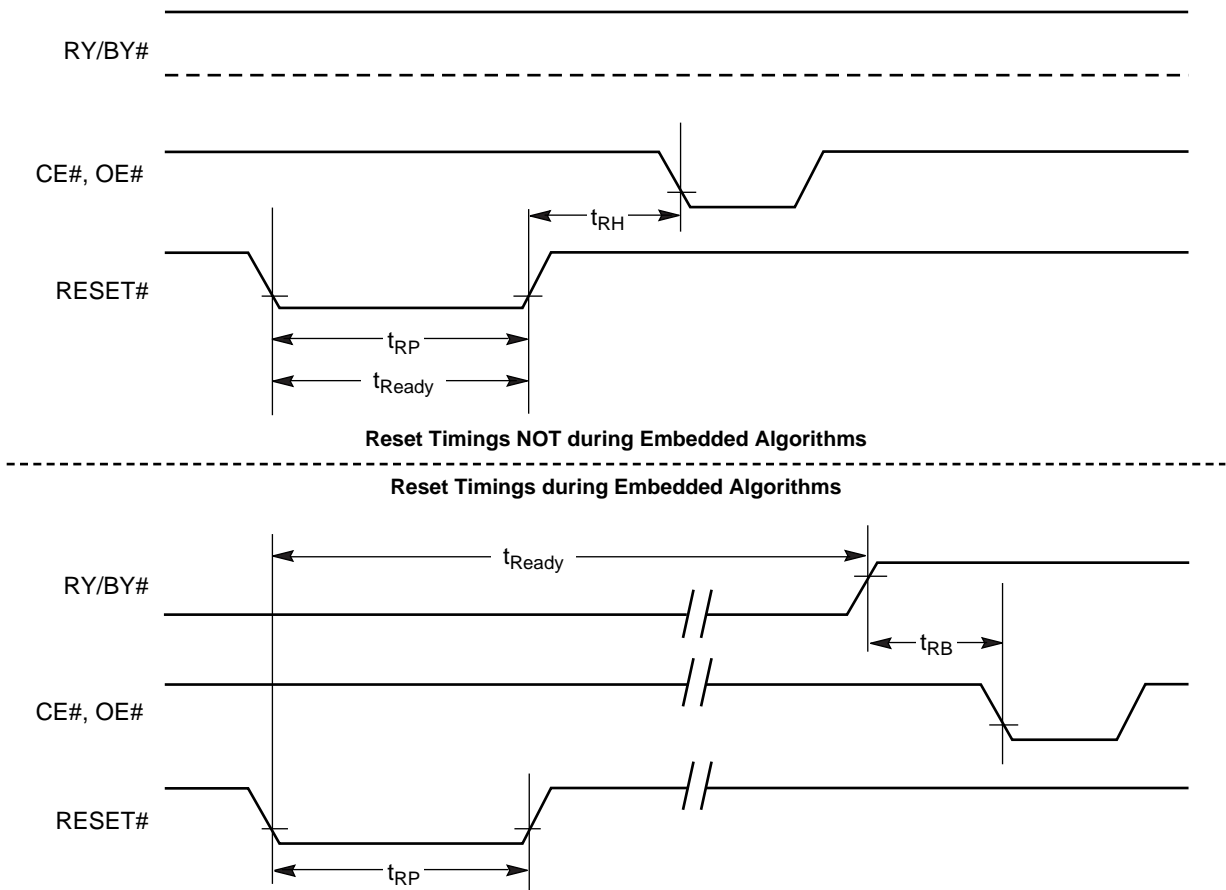 RY/BY#
CE#, OE#
tRH
RESET#
tRP
tReady
Reset Timings NOT during Embedded Algorithms
Reset Timings during Embedded Algorithms
tReady
RY/BY#
tRB
CE#, OE#
RESET#
tRP